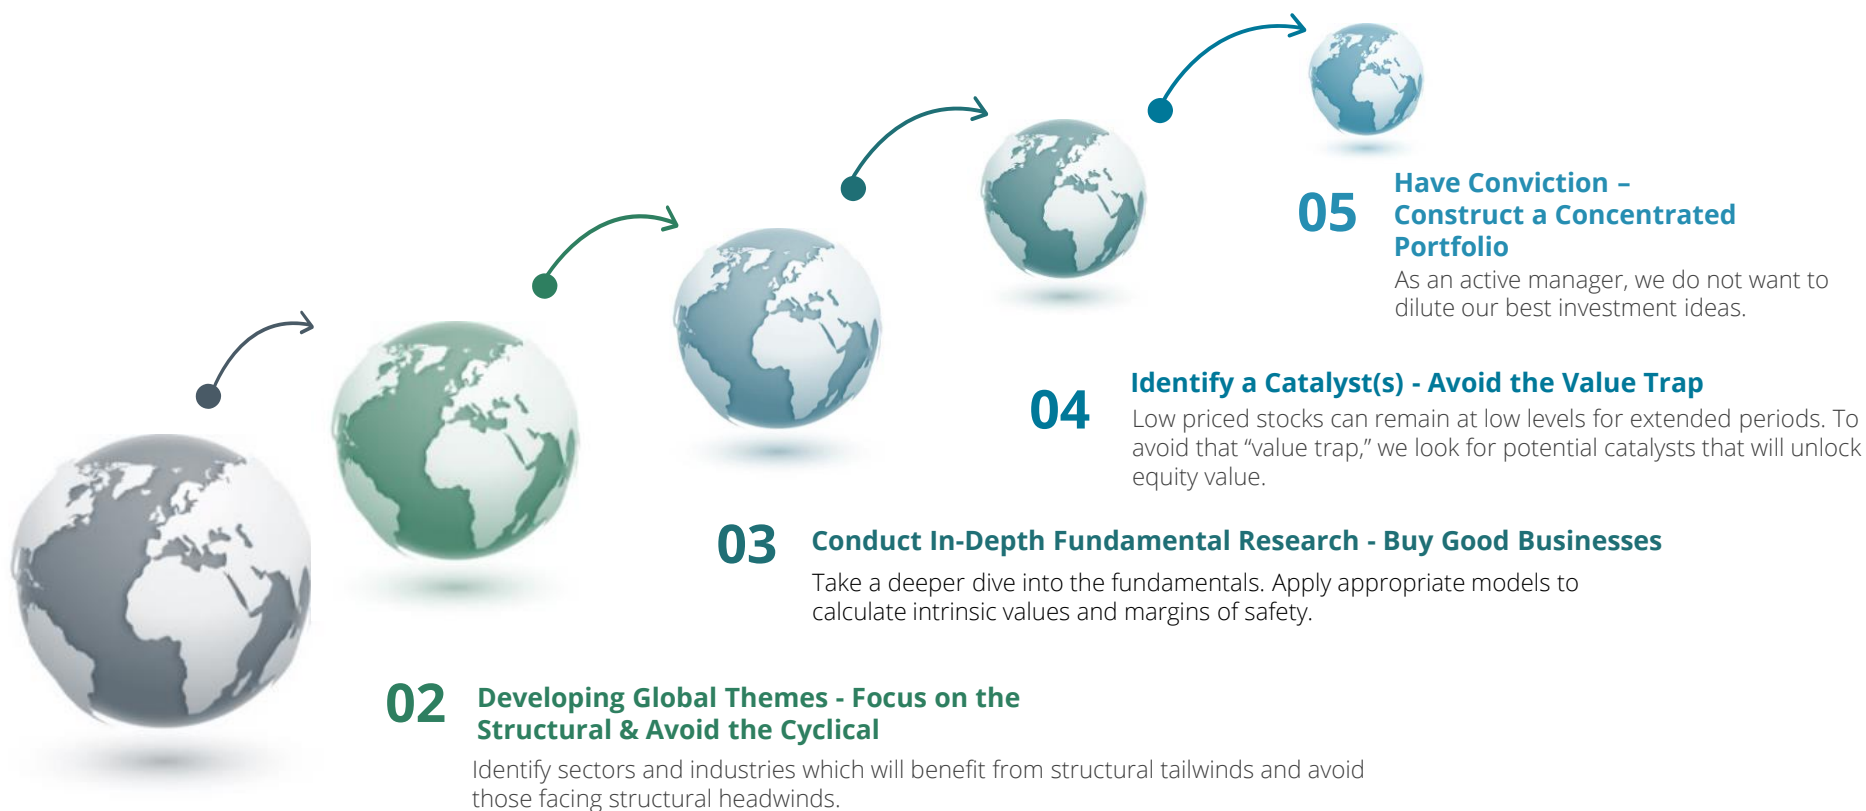 05
Have Conviction –
Construct a Concentrated
Portfolio
As an active manager, we do not want to
dilute our best investment ideas.
04
Identify a Catalyst(s) - Avoid the Value Trap
Low priced stocks can remain at low levels for extended periods. To
avoid that “value trap,” we look for potential catalysts that will unlock
equity value.
03
Conduct In-Depth Fundamental Research - Buy Good Businesses
Take a deeper dive into the fundamentals. Apply appropriate models to
calculate intrinsic values and margins of safety.
02
Developing Global Themes - Focus on the
Structural & Avoid the Cyclical
Identify sectors and industries which will benefit from structural tailwinds and avoid
those facing structural headwinds.